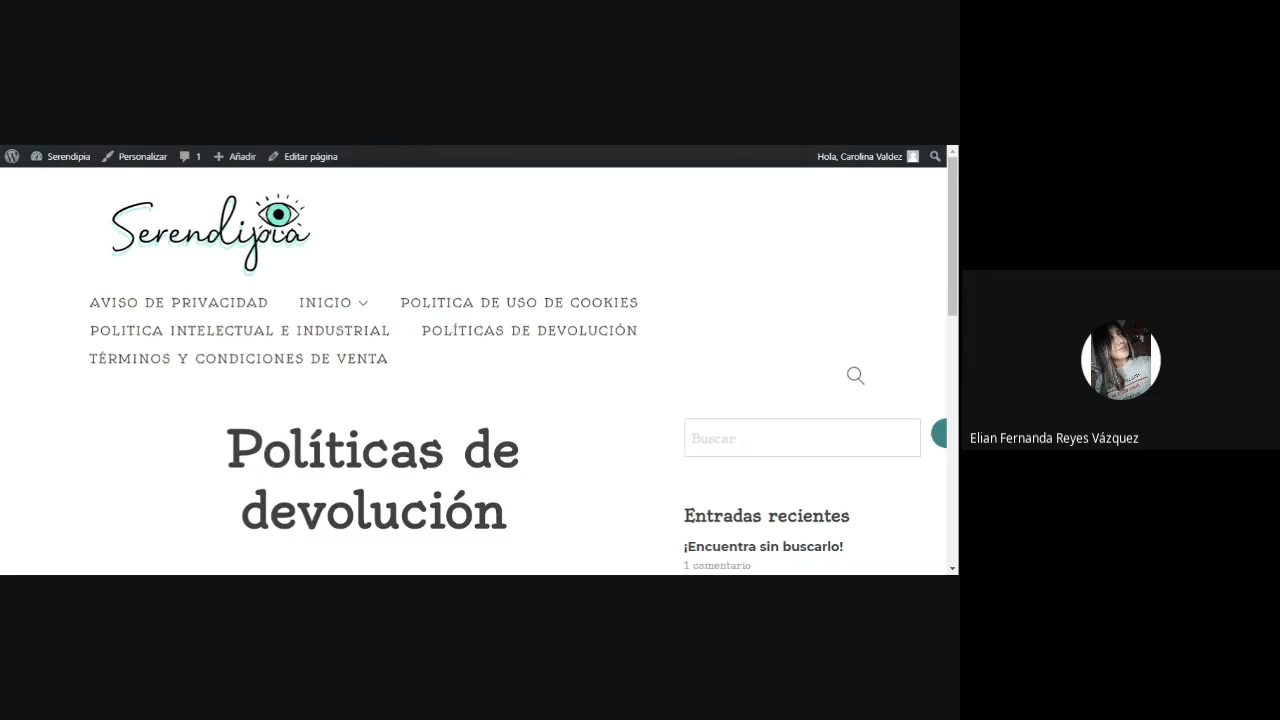 Serendipia Personalizar 1 Añadir Editar página Hola, Carolina Valdez
Serendipia
AVISO DE PRIVACIDAD INICIO POLITICA DE USO DE COOKIES
POLITICA INTELECTUAL E INDUSTRIAL POLÍTICAS DE DEVOLUCIÓN
TÉRMINOS Y CONDICIONES DE VENTA
Políticas de
devolución
Buscar ...
Entradas recientes
¡Encuentra sin buscarlo!
1 comentario
Elian Fernanda Reyes Vázquez